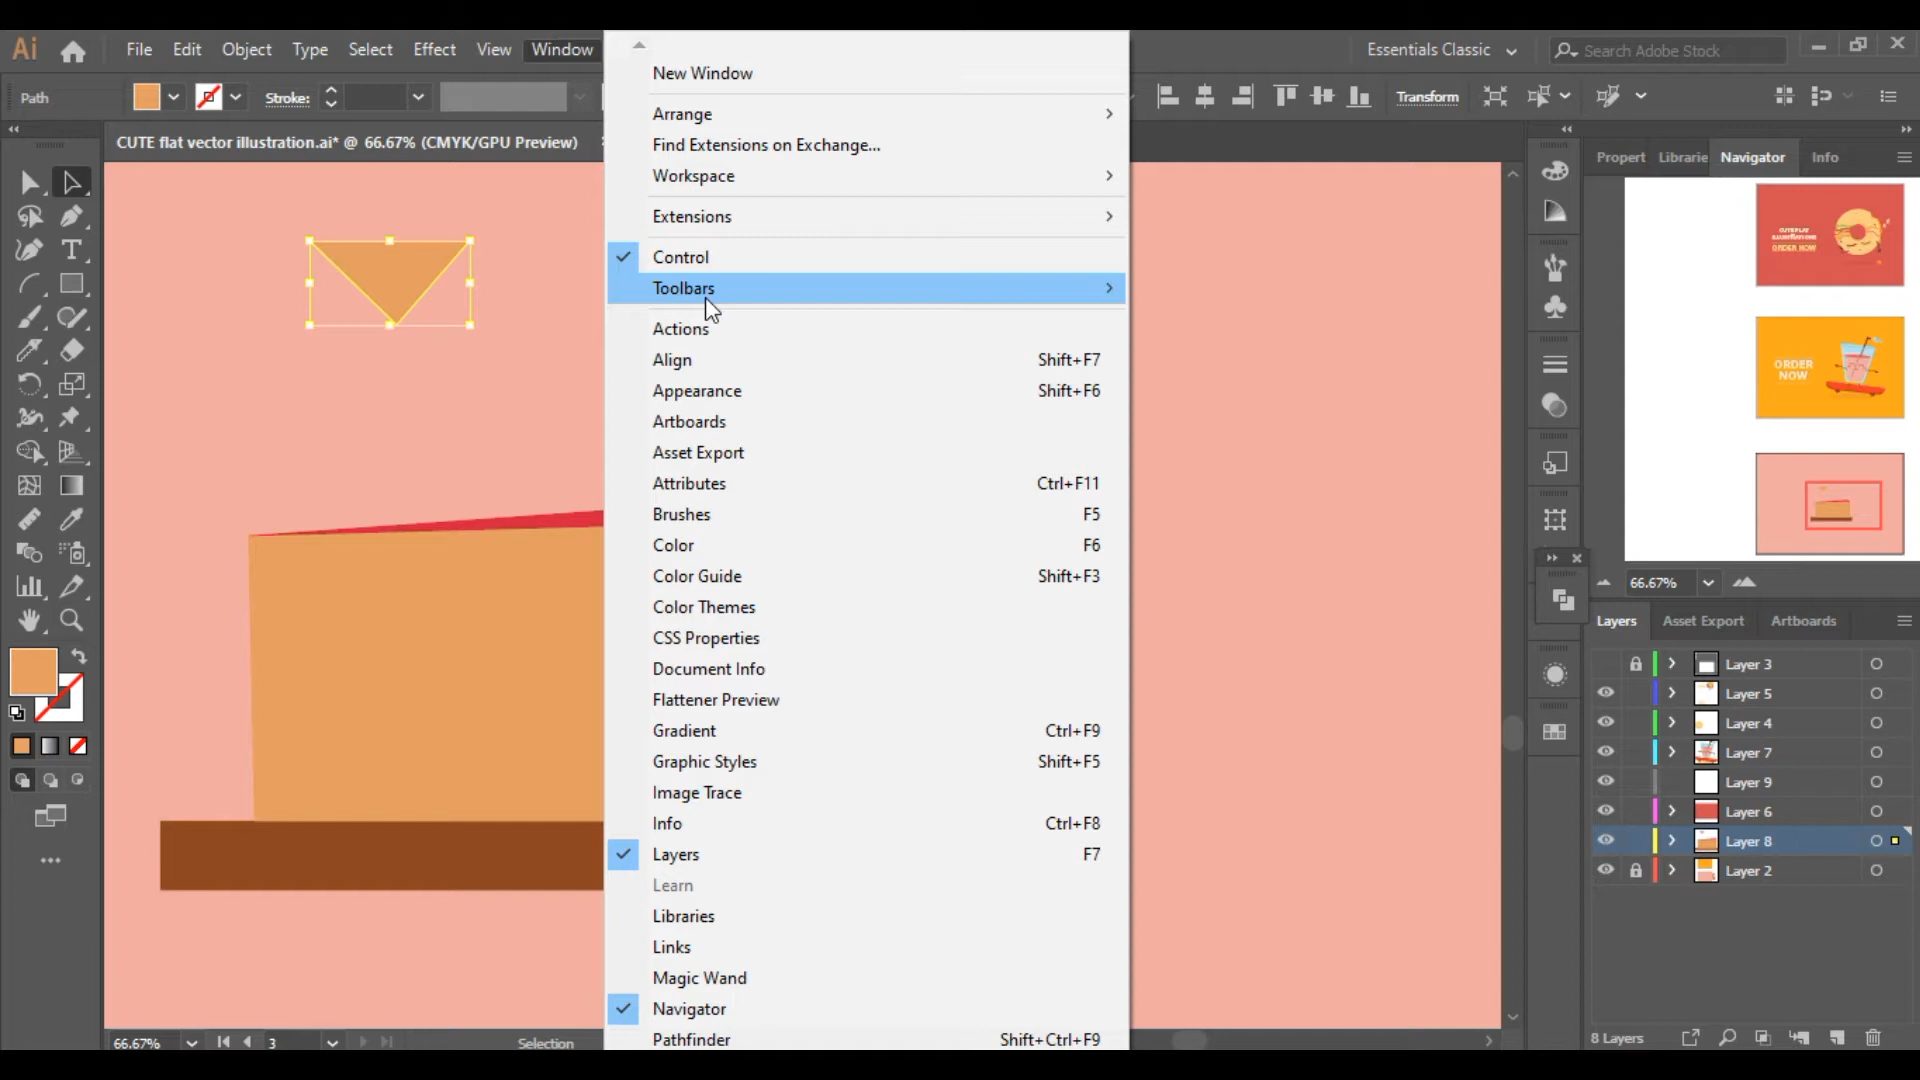 Ai
File
Edit
Object
Type
Select
Effect
View
Window
Essentials Classic
Search Adobe Stock
Path
Stroke:
Transform
CUTE flat vector illustration.ai* @ 66.67% (CMYK/GPU Preview)
New Window
Arrange
Find Extensions on Exchange...
Workspace
Extensions
Control
Toolbars
Actions
Align Shift+F7
Appearance Shift+F6
Artboards
Asset Export
Attributes Ctrl+F11
Brushes F5
Color F6
Color Guide Shift+F3
Color Themes
CSS Properties
Document Info
Flattener Preview
Gradient Ctrl+F9
Graphic Styles Shift+F5
Image Trace
Info Ctrl+F8
Layers F7
Learn
Libraries
Links
Magic Wand
Navigator
Pathfinder Shift+Ctrl+F9
Propert
Librarie
Navigator
Info
CUTE FLAT
ILLUSTRATIONS
ORDER NOW
ORDER
NOW
66.67%
Layers
Asset Export
Artboards
Layer 3
Layer 5
Layer 4
Layer 7
Layer 9
Layer 6
Layer 8
Layer 2
8 Layers
66.67%
3
Selection